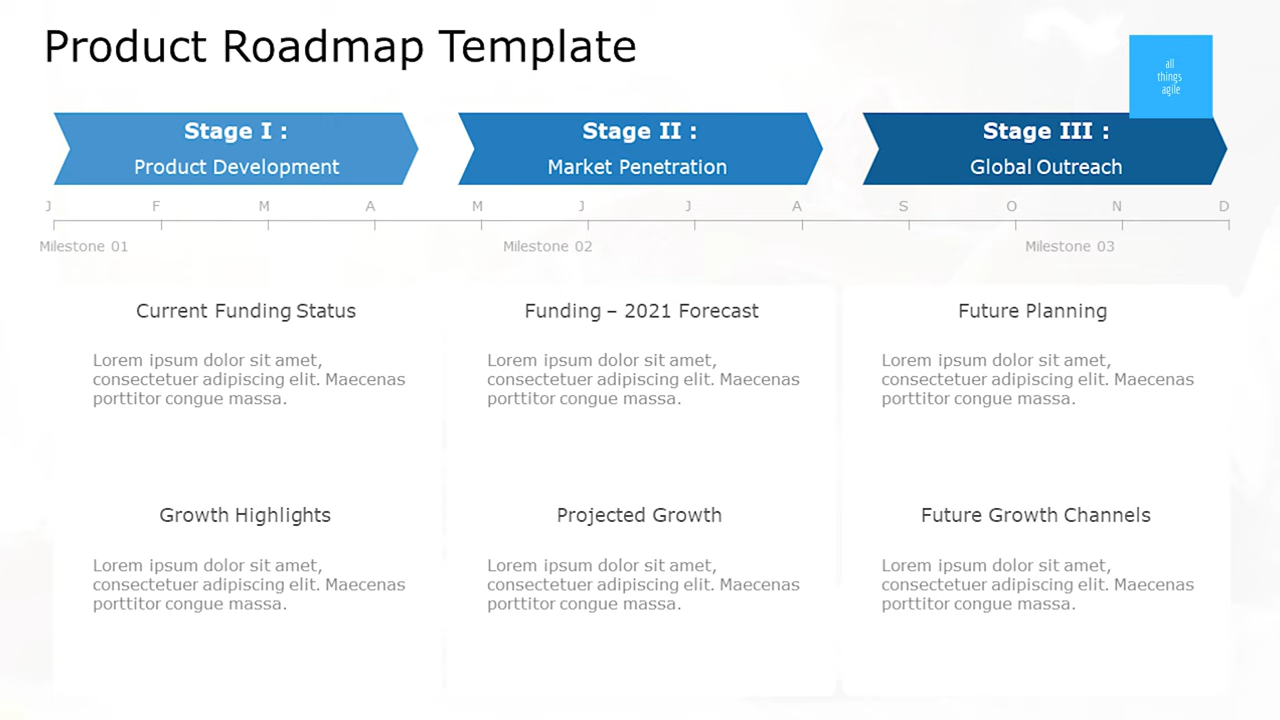 Product Roadmap Template
all
things
agile
Stage I :
Product Development
Stage II :
Market Penetration
Stage III :
Global Outreach
J F M A M J J A S O N D
Milestone 01
Milestone 02
Milestone 03
Current Funding Status
Lorem ipsum dolor sit amet,
consectetuer adipiscing elit. Maecenas
porttitor congue massa.
Funding – 2021 Forecast
Lorem ipsum dolor sit amet,
consectetuer adipiscing elit. Maecenas
porttitor congue massa.
Future Planning
Lorem ipsum dolor sit amet,
consectetuer adipiscing elit. Maecenas
porttitor congue massa.
Growth Highlights
Lorem ipsum dolor sit amet,
consectetuer adipiscing elit. Maecenas
porttitor congue massa.
Projected Growth
Lorem ipsum dolor sit amet,
consectetuer adipiscing elit. Maecenas
porttitor congue massa.
Future Growth Channels
Lorem ipsum dolor sit amet,
consectetuer adipiscing elit. Maecenas
porttitor congue massa.